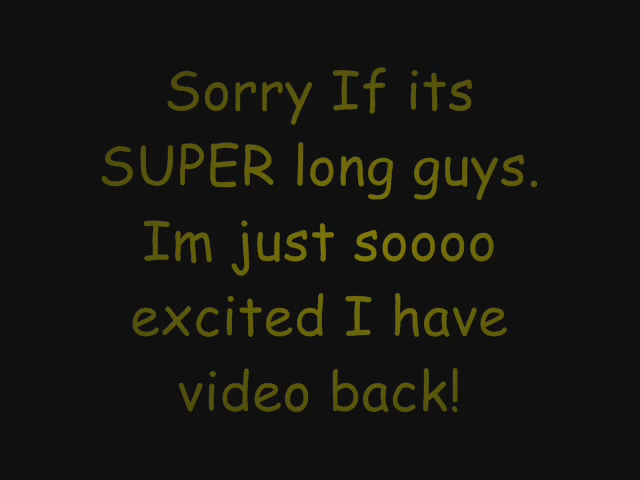 Sorry If its
SUPER long guys.
Im just soooo
excited I have
video back!